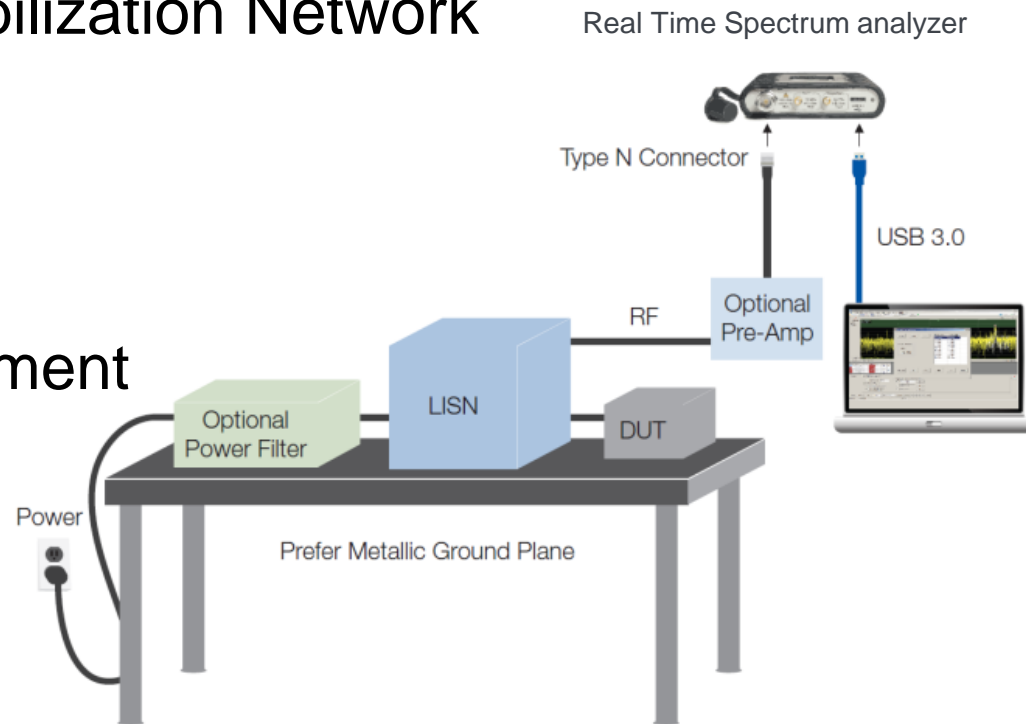 bilization Network
Real Time Spectrum analyzer
Type N Connector
USB 3.0
RF
Optional
Pre-Amp
ment
LISN
Optional
Power Filter
DUT
Power
Prefer Metallic Ground Plane